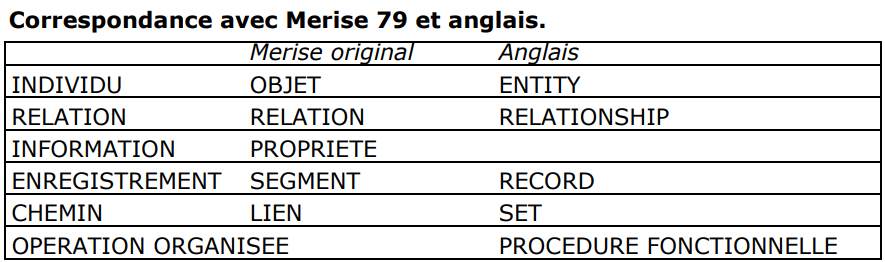 Correspondance avec Merise 79 et anglais.
Merise original Anglais
INDIVIDU OBJET ENTITY
RELATION RELATION RELATIONSHIP
INFORMATION PROPRIETE
ENREGISTREMENT SEGMENT RECORD
CHEMIN LIEN SET
OPERATION ORGANISEE PROCEDURE FONCTIONNELLE